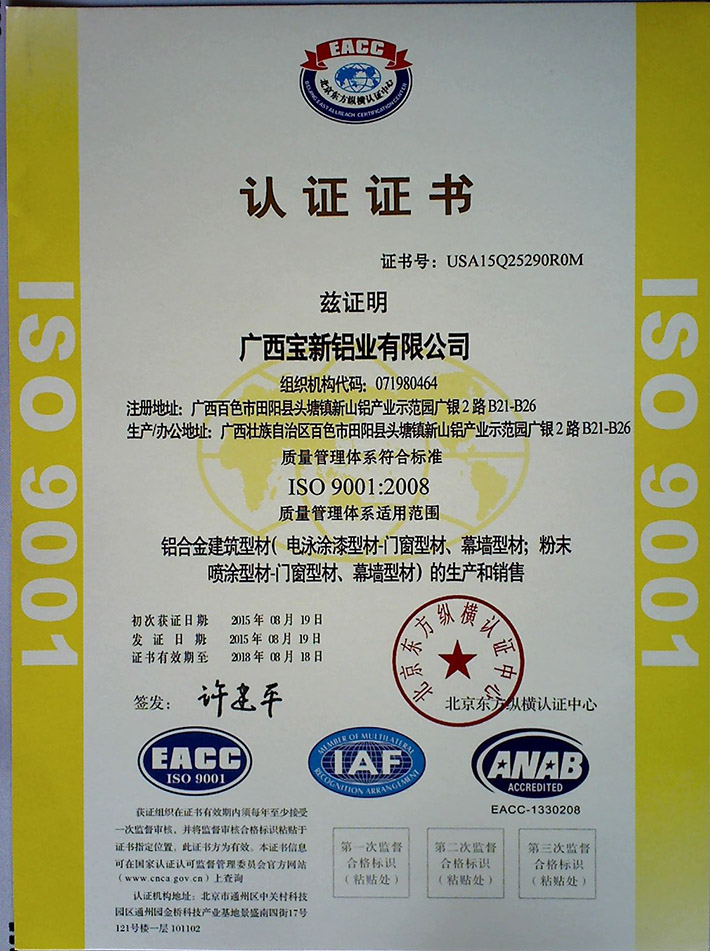 EACC
北京东方纵横认证中心
BEIJING EAST ALLREACH CERTIFICATION CENTER
认证证书
证书号：USA15Q25290R0M
兹证明
广西宝新铝业有限公司
组织机构代码：071980464
注册地址：广西百色市田阳县头塘镇新山铝产业示范园广银2路B21-B26
生产/办公地址：广西壮族自治区百色市田阳县头塘镇新山铝产业示范园广银2路B21-B26
质量管理体系符合标准
ISO 9001:2008
质量管理体系适用范围
铝合金建筑型材（电泳涂漆型材-门窗型材、幕墙型材；粉末
喷涂型材-门窗型材、幕墙型材）的生产和销售
ISO 9001
ISO 9001
初次获证日期: 2015年08月19日
发证日期: 2015年08月19日
证书有效期至: 2018年08月18日
签发：许建平
北京东方纵横认证中心
北京东方纵横认证中心
EACC
ISO 9001
MEMBER OF MULTILATERAL
IAF
RECOGNITION ARRANGEMENT
ANAB
ACCREDITED
EACC-1330208
获证组织在证书有效期内须每年至少接受
一次监督审核，并将监督审核合格标识粘贴于
证书指定位置，此证书方为有效。本证书信息
可在国家认证认可监督管理委员会官方网站
（www.cnca.gov.cn）上查询
认证机构地址：北京市通州区中关村科技
园区通州园金桥科技产业基地景盛南四街17号
121号楼一层 101102
第一次监督
合格标识
（粘贴处）
第二次监督
合格标识
（粘贴处）
第三次监督
合格标识
（粘贴处）